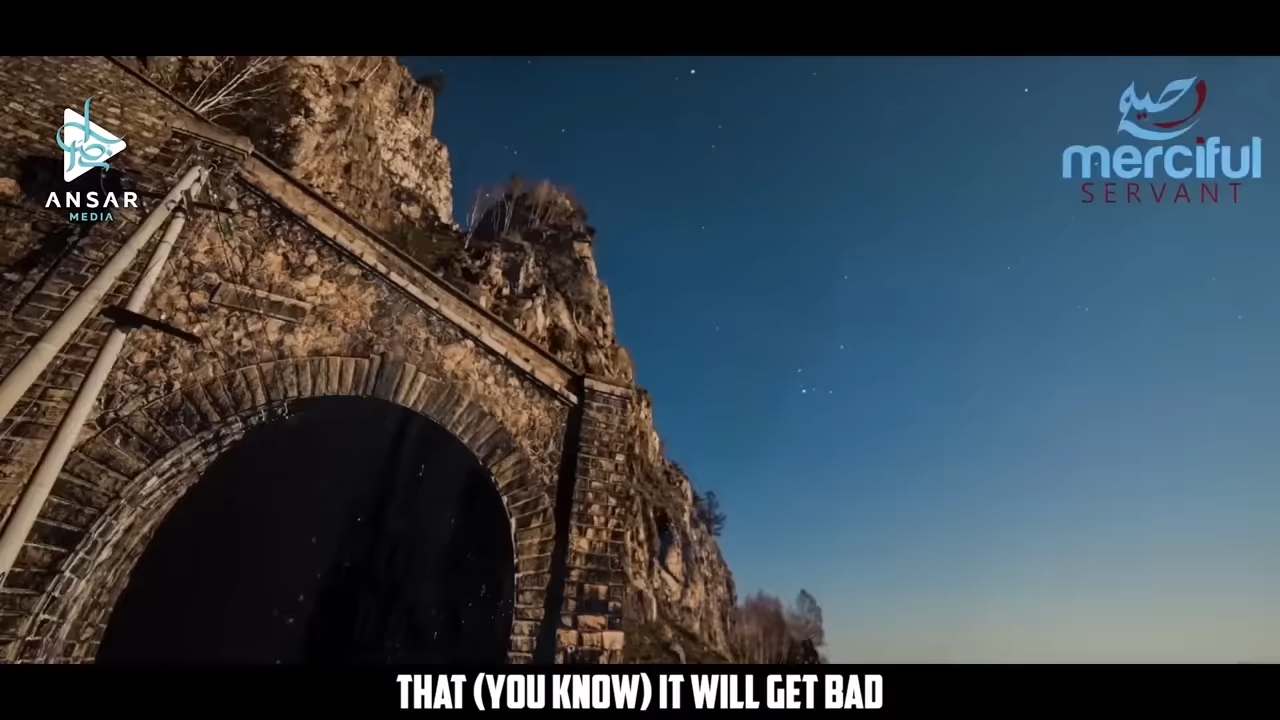 ANSAR
MEDIA
merciful
SERVANT
THAT (YOU KNOW) IT WILL GET BAD